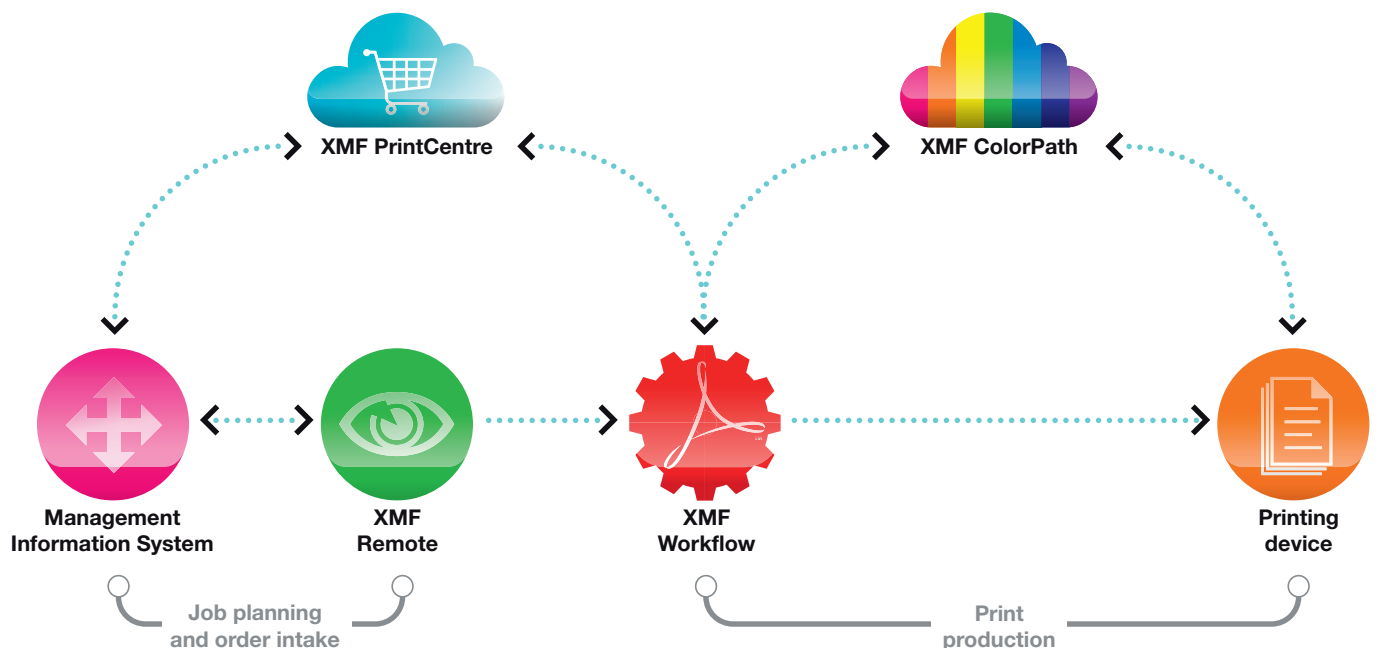 XMF PrintCentre
XMF ColorPath
Management
Information System
XMF
Remote
XMF
Workflow
Printing
device
Job planning
and order intake
Print
production